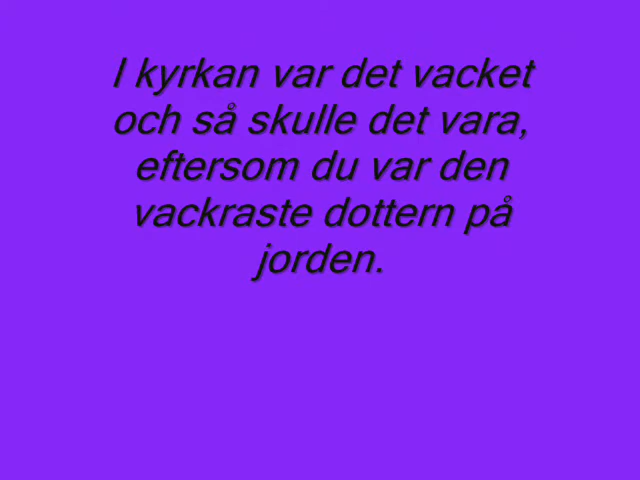 I kyrkan var det vacket
och så skulle det vara,
eftersom du var den
vackraste dottern på
jorden.